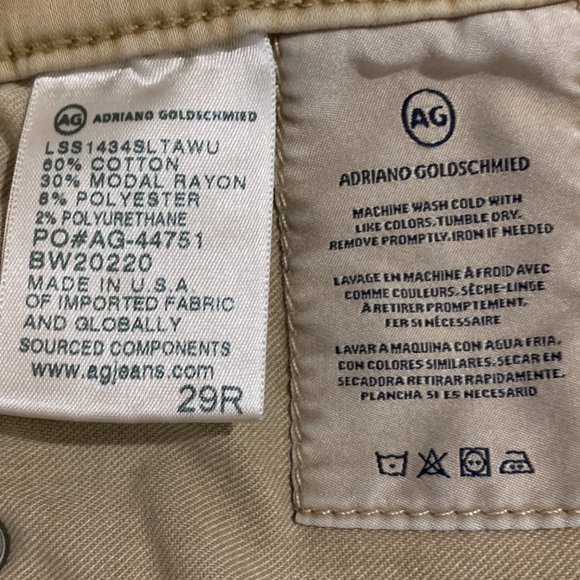 AG ADRIANO GOLDSCHMIED
LSS1434SLTAWU
60% COTTON
30% MODAL RAYON
8% POLYESTER
2% POLYURETHANE
PO#AG-44751
BW20220
MADE IN U.S.A
OF IMPORTED FABRIC
AND GLOBALLY
SOURCED COMPONENTS
www.agjeans.com
29R
AG
ADRIANO GOLDSCHMIED
MACHINE WASH COLD WITH
LIKE COLORS. TUMBLE DRY.
REMOVE PROMPTLY. IRON IF NEEDED
LAVAGE EN MACHINE À FROID AVEC
COMME COULEURS. SÈCHE-LINGE
À RETIRER PROMPTEMENT.
FER SI NÉCESSAIRE
LAVAR A MAQUINA CON AGUA FRIA,
CON COLORES SIMILARES. SECAR EN
SECADORA RETIRAR RAPIDAMENTE.
PLANCHA SI ES NECESARIO